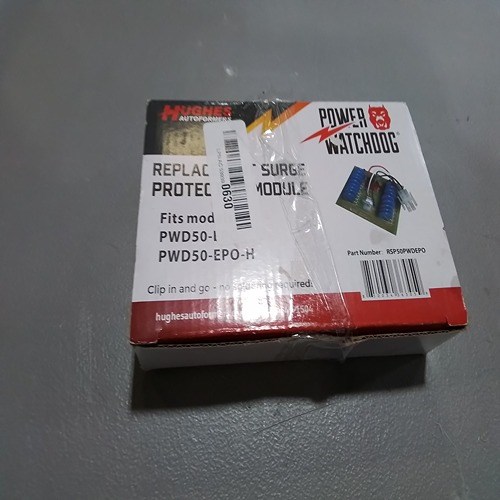 HUGHES
AUTOFORMERS
POWER
WATCHDOG
REPLAC T SURGE
PROTEC MODULE
0630
Fits mod
PWD50-
PWD50-EPO-H
Part Number: RSP50PWDEPO
Clip in and go - no required
hughesautofo